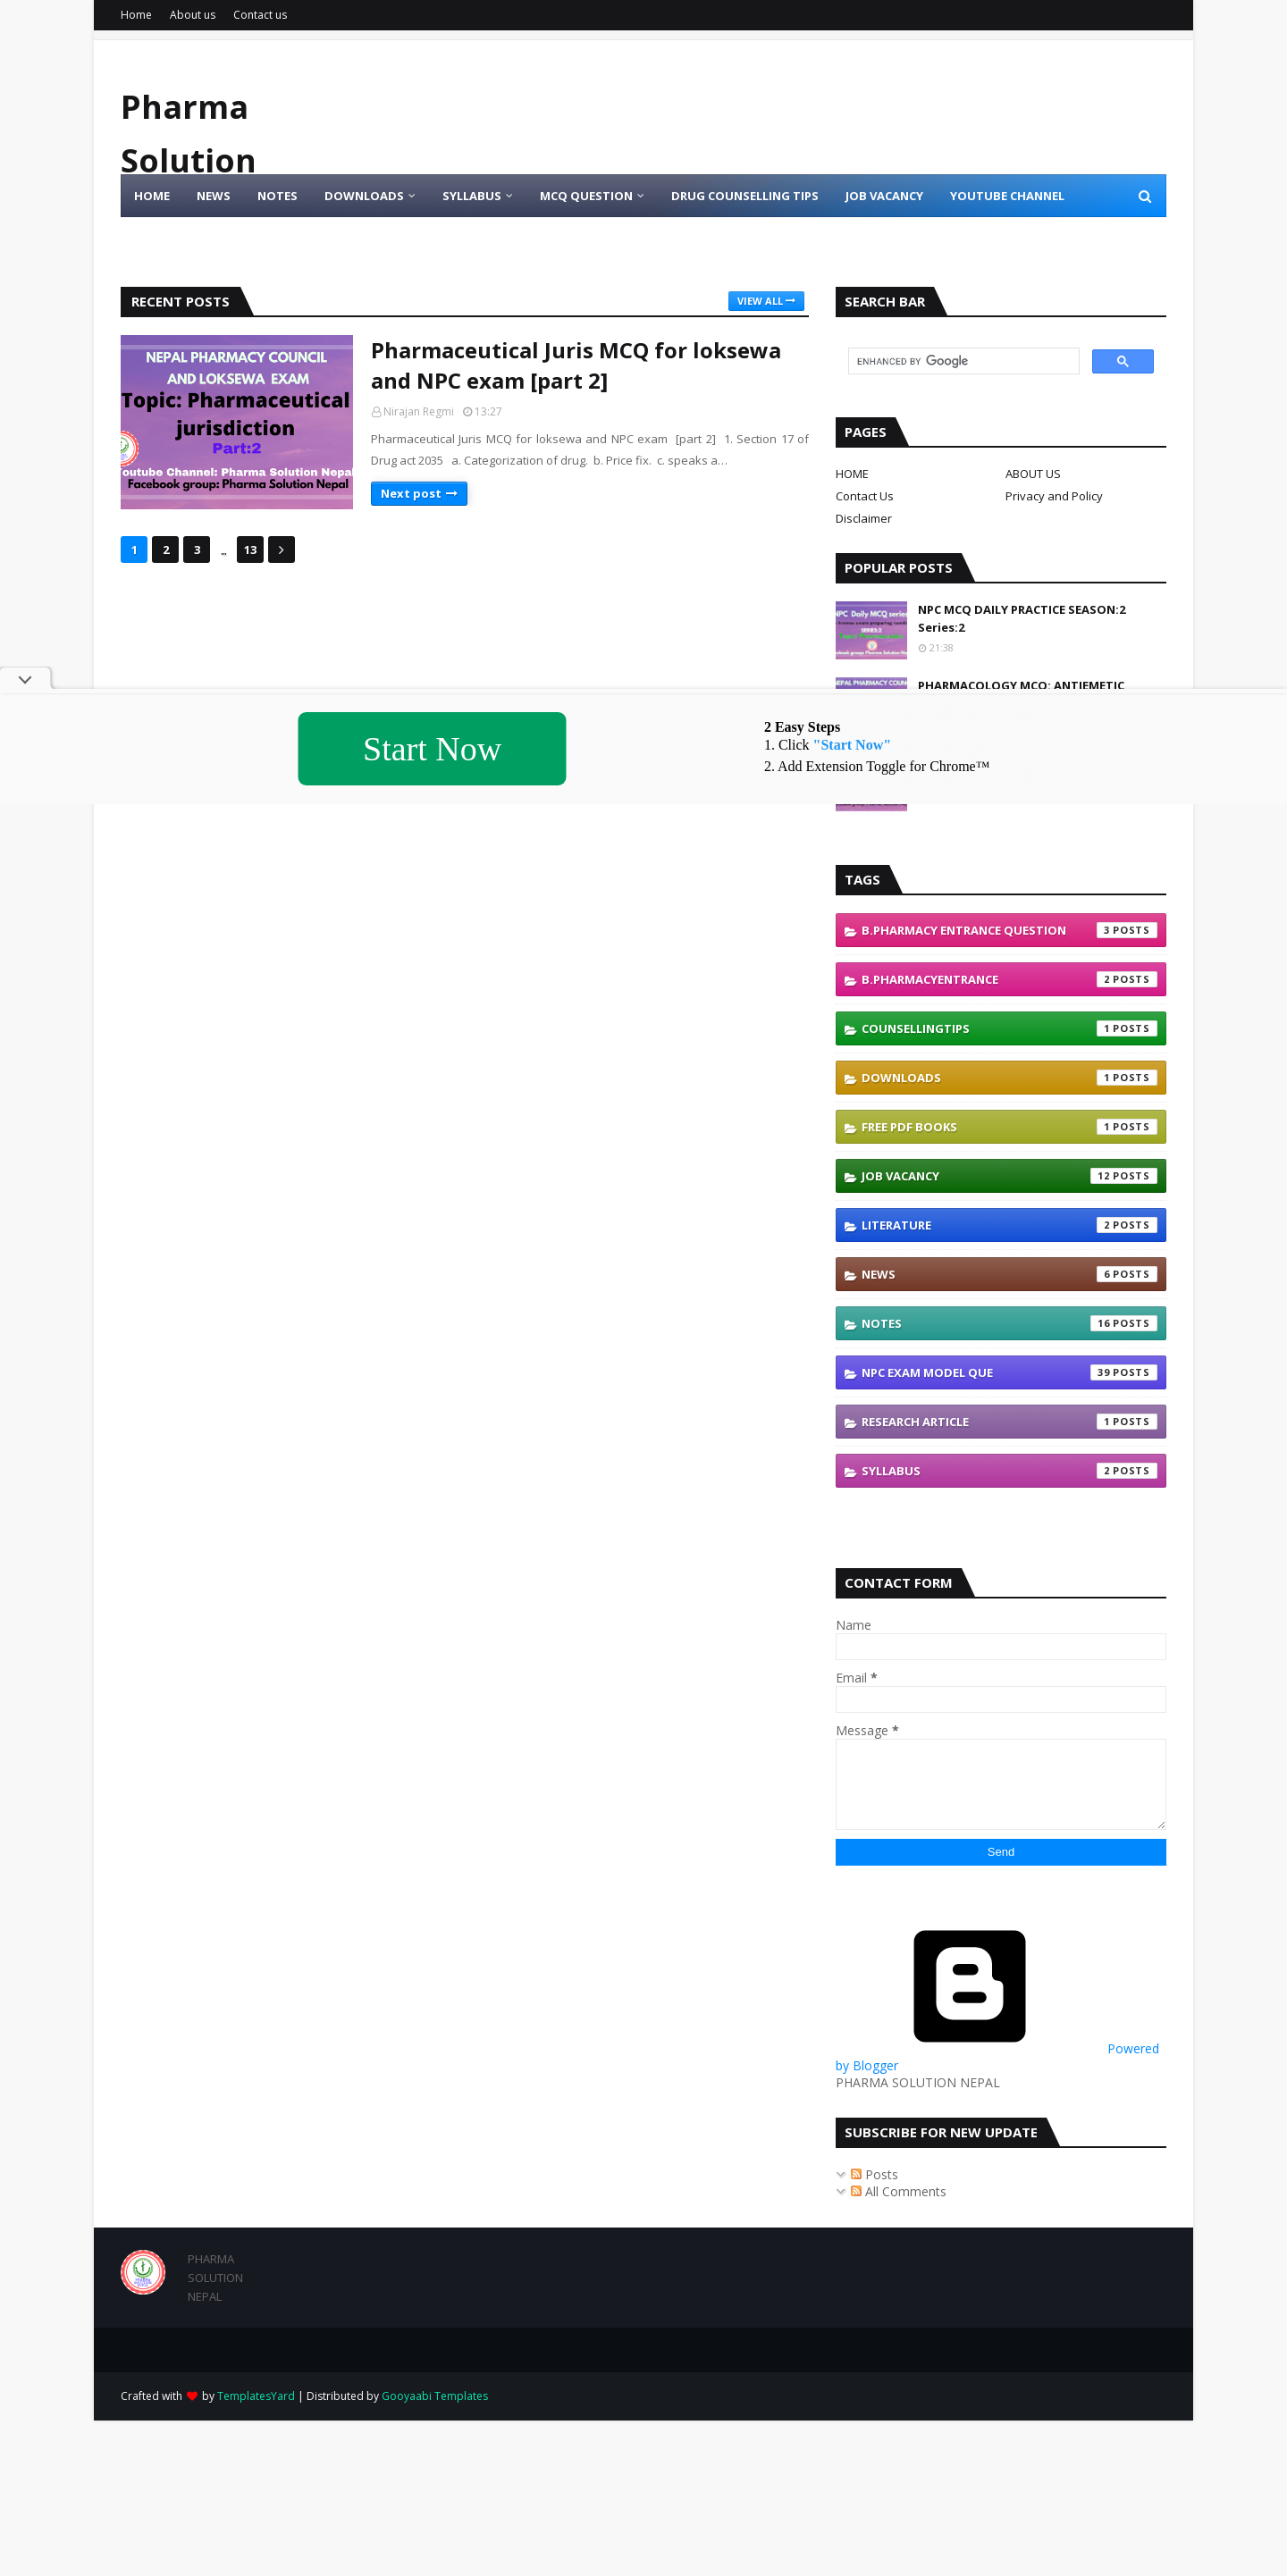 Home About us Contact us
Pharma
Solution
HOME NEWS NOTES DOWNLOADS SYLLABUS MCQ QUESTION DRUG COUNSELLING TIPS JOB VACANCY YOUTUBE CHANNEL
RECENT POSTS
VIEW ALL
NEPAL PHARMACY COUNCIL
AND LOKSEWA EXAM
Topic: Pharmaceutical
jurisdiction
Part:2
Youtube Channel: Pharma Solution Nepal
Facebook group: Pharma Solution Nepal
Pharmaceutical Juris MCQ for loksewa
and NPC exam [part 2]
Nirajan Regmi 13:27
Pharmaceutical Juris MCQ for loksewa and NPC exam [part 2] 1. Section 17 of
Drug act 2035 a. Categorization of drug. b. Price fix. c. speaks a…
Next post
1 2 3 ... 13
SEARCH BAR
ENHANCED BY Google
PAGES
HOME ABOUT US
Contact Us Privacy and Policy
Disclaimer
POPULAR POSTS
NPC MCQ DAILY PRACTICE SEASON:2
Series:2
21:38
PHARMACOLOGY MCQ: ANTIEMETIC
Start Now
2 Easy Steps
1. Click "Start Now"
2. Add Extension Toggle for Chrome™
TAGS
B.PHARMACY ENTRANCE QUESTION 3 POSTS
B.PHARMACYENTRANCE 2 POSTS
COUNSELLINGTIPS 1 POSTS
DOWNLOADS 1 POSTS
FREE PDF BOOKS 1 POSTS
JOB VACANCY 12 POSTS
LITERATURE 2 POSTS
NEWS 6 POSTS
NOTES 16 POSTS
NPC EXAM MODEL QUE 39 POSTS
RESEARCH ARTICLE 1 POSTS
SYLLABUS 2 POSTS
CONTACT FORM
Name
Email *
Message *
Send
Powered
by Blogger
PHARMA SOLUTION NEPAL
SUBSCRIBE FOR NEW UPDATE
Posts
All Comments
PHARMA
SOLUTION
NEPAL
Crafted with by TemplatesYard | Distributed by Gooyaabi Templates